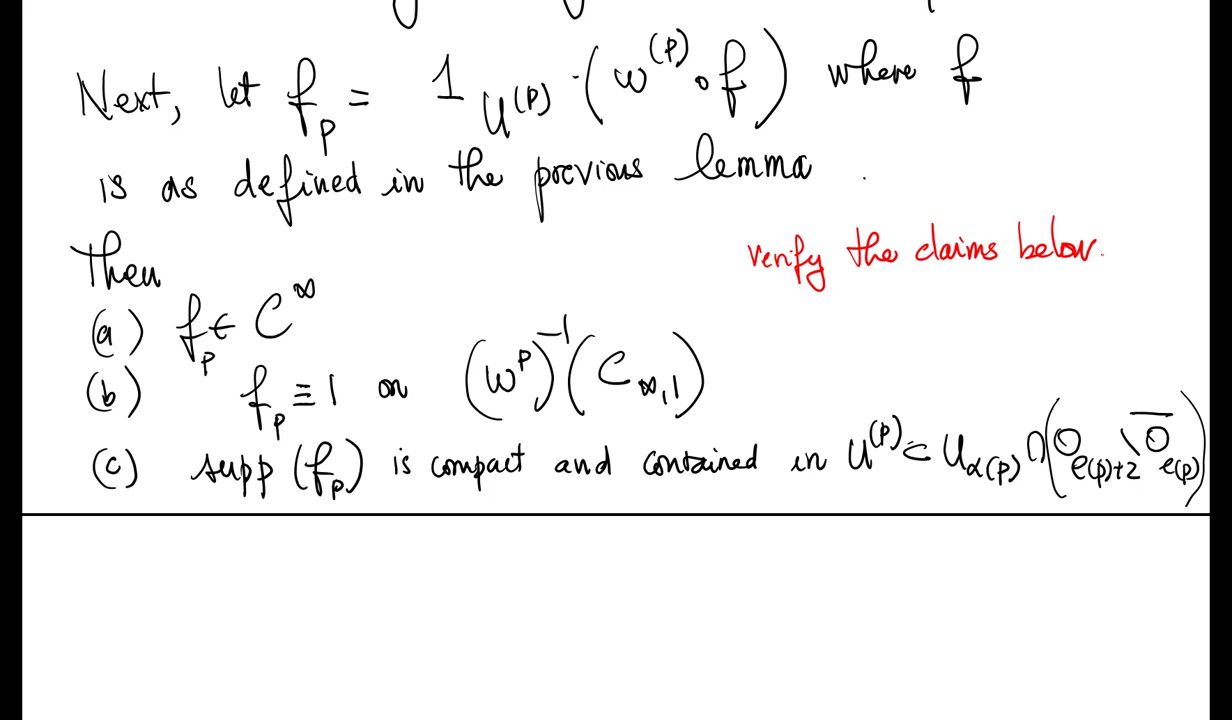 Next, let f_p = 1_{U^{(p)}} · (w^{(p)} ∘ f) where f
is as defined in the previous lemma .
verify the claims below.
Then
(a) f_p ∈ C^∞
(b) f_p ≡ 1 on (w^p)^{-1} (C_{∞,1})
(c) supp (f_p) is compact and contained in U^{(p)} ⊂ U_{α(p)} ∩ (O_{e(p)+2} \ \overline{O}_{e(p)})